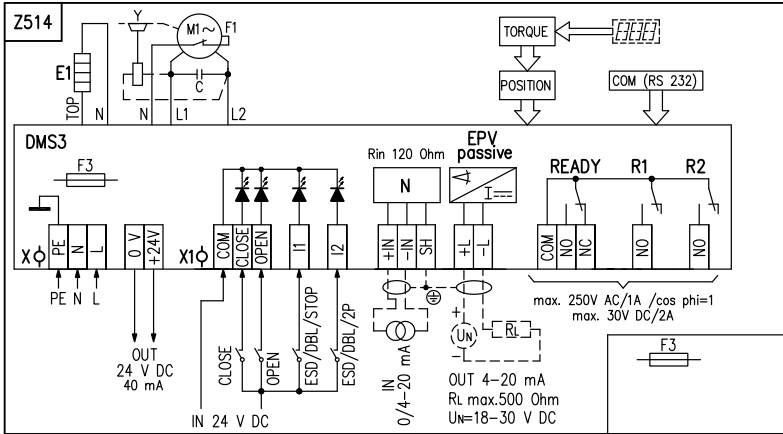 Z514
Y
M1~
F1
E1
C
TOP
N
N
L1
L2
TORQUE
POSITION
COM (RS 232)
DMS3
F3
Rin 120 Ohm
N
EPV
passive
I
READY
R1
R2
X
PE
N
L
0 V
+24V
X1
COM
CLOSE
OPEN
I1
I2
+IN
-IN
SH
+L
-L
COM
NO
NC
NO
NO
PE N L
OUT
24 V DC
40 mA
CLOSE
OPEN
ESD/DBL/STOP
ESD/DBL/2P
IN 24 V DC
IN
0/4-20 mA
+
UN
-
RL
OUT 4-20 mA
RL max.500 Ohm
UN=18-30 V DC
max. 250V AC/1A /cos phi=1
max. 30V DC/2A
F3